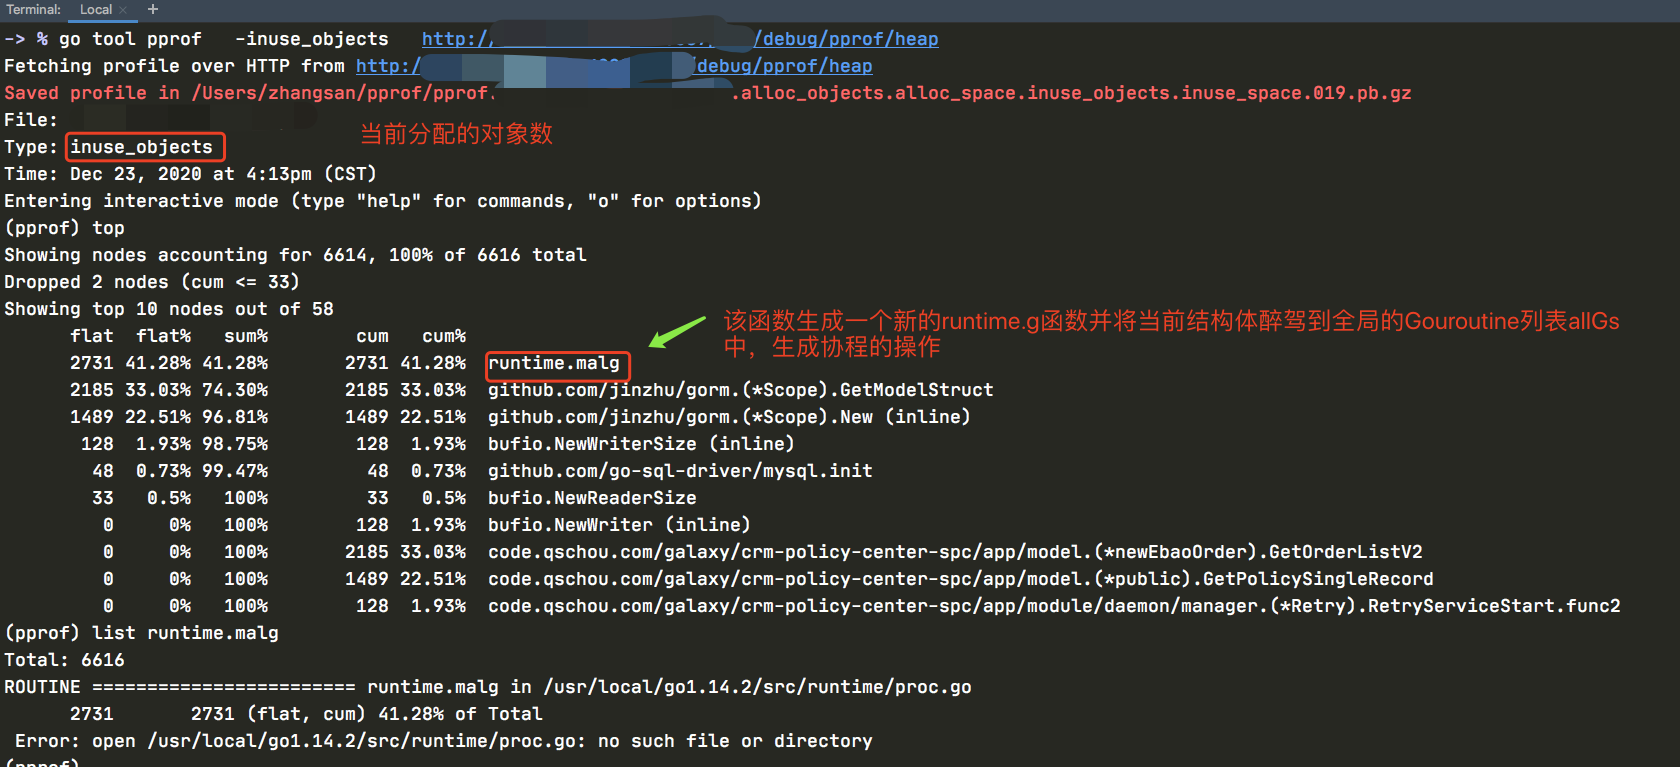 Terminal: Local × +
-> % go tool pprof -inuse_objects http:/ /debug/pprof/heap
Fetching profile over HTTP from http:/ /debug/pprof/heap
Saved profile in /Users/zhangsan/pprof/pprof. .alloc_objects.alloc_space.inuse_objects.inuse_space.019.pb.gz
File:
当前分配的对象数
Type: inuse_objects
Time: Dec 23, 2020 at 4:13pm (CST)
Entering interactive mode (type "help" for commands, "o" for options)
(pprof) top
Showing nodes accounting for 6614, 100% of 6616 total
Dropped 2 nodes (cum <= 33)
Showing top 10 nodes out of 58
该函数生成一个新的runtime.g函数并将当前结构体醉驾到全局的Gouroutine列表allGs
中，生成协程的操作
flat flat% sum% cum cum%
2731 41.28% 41.28% 2731 41.28% runtime.malg
2185 33.03% 74.30% 2185 33.03% github.com/jinzhu/gorm.(*Scope).GetModelStruct
1489 22.51% 96.81% 1489 22.51% github.com/jinzhu/gorm.(*Scope).New (inline)
128 1.93% 98.75% 128 1.93% bufio.NewWriterSize (inline)
48 0.73% 99.47% 48 0.73% github.com/go-sql-driver/mysql.init
33 0.5% 100% 33 0.5% bufio.NewReaderSize
0 0% 100% 128 1.93% bufio.NewWriter (inline)
0 0% 100% 2185 33.03% code.qschou.com/galaxy/crm-policy-center-spc/app/model.(*newEbaoOrder).GetOrderListV2
0 0% 100% 1489 22.51% code.qschou.com/galaxy/crm-policy-center-spc/app/model.(*public).GetPolicySingleRecord
0 0% 100% 128 1.93% code.qschou.com/galaxy/crm-policy-center-spc/app/module/daemon/manager.(*Retry).RetryServiceStart.func2
(pprof) list runtime.malg
Total: 6616
ROUTINE ======================== runtime.malg in /usr/local/go1.14.2/src/runtime/proc.go
2731 2731 (flat, cum) 41.28% of Total
Error: open /usr/local/go1.14.2/src/runtime/proc.go: no such file or directory
(pprof)